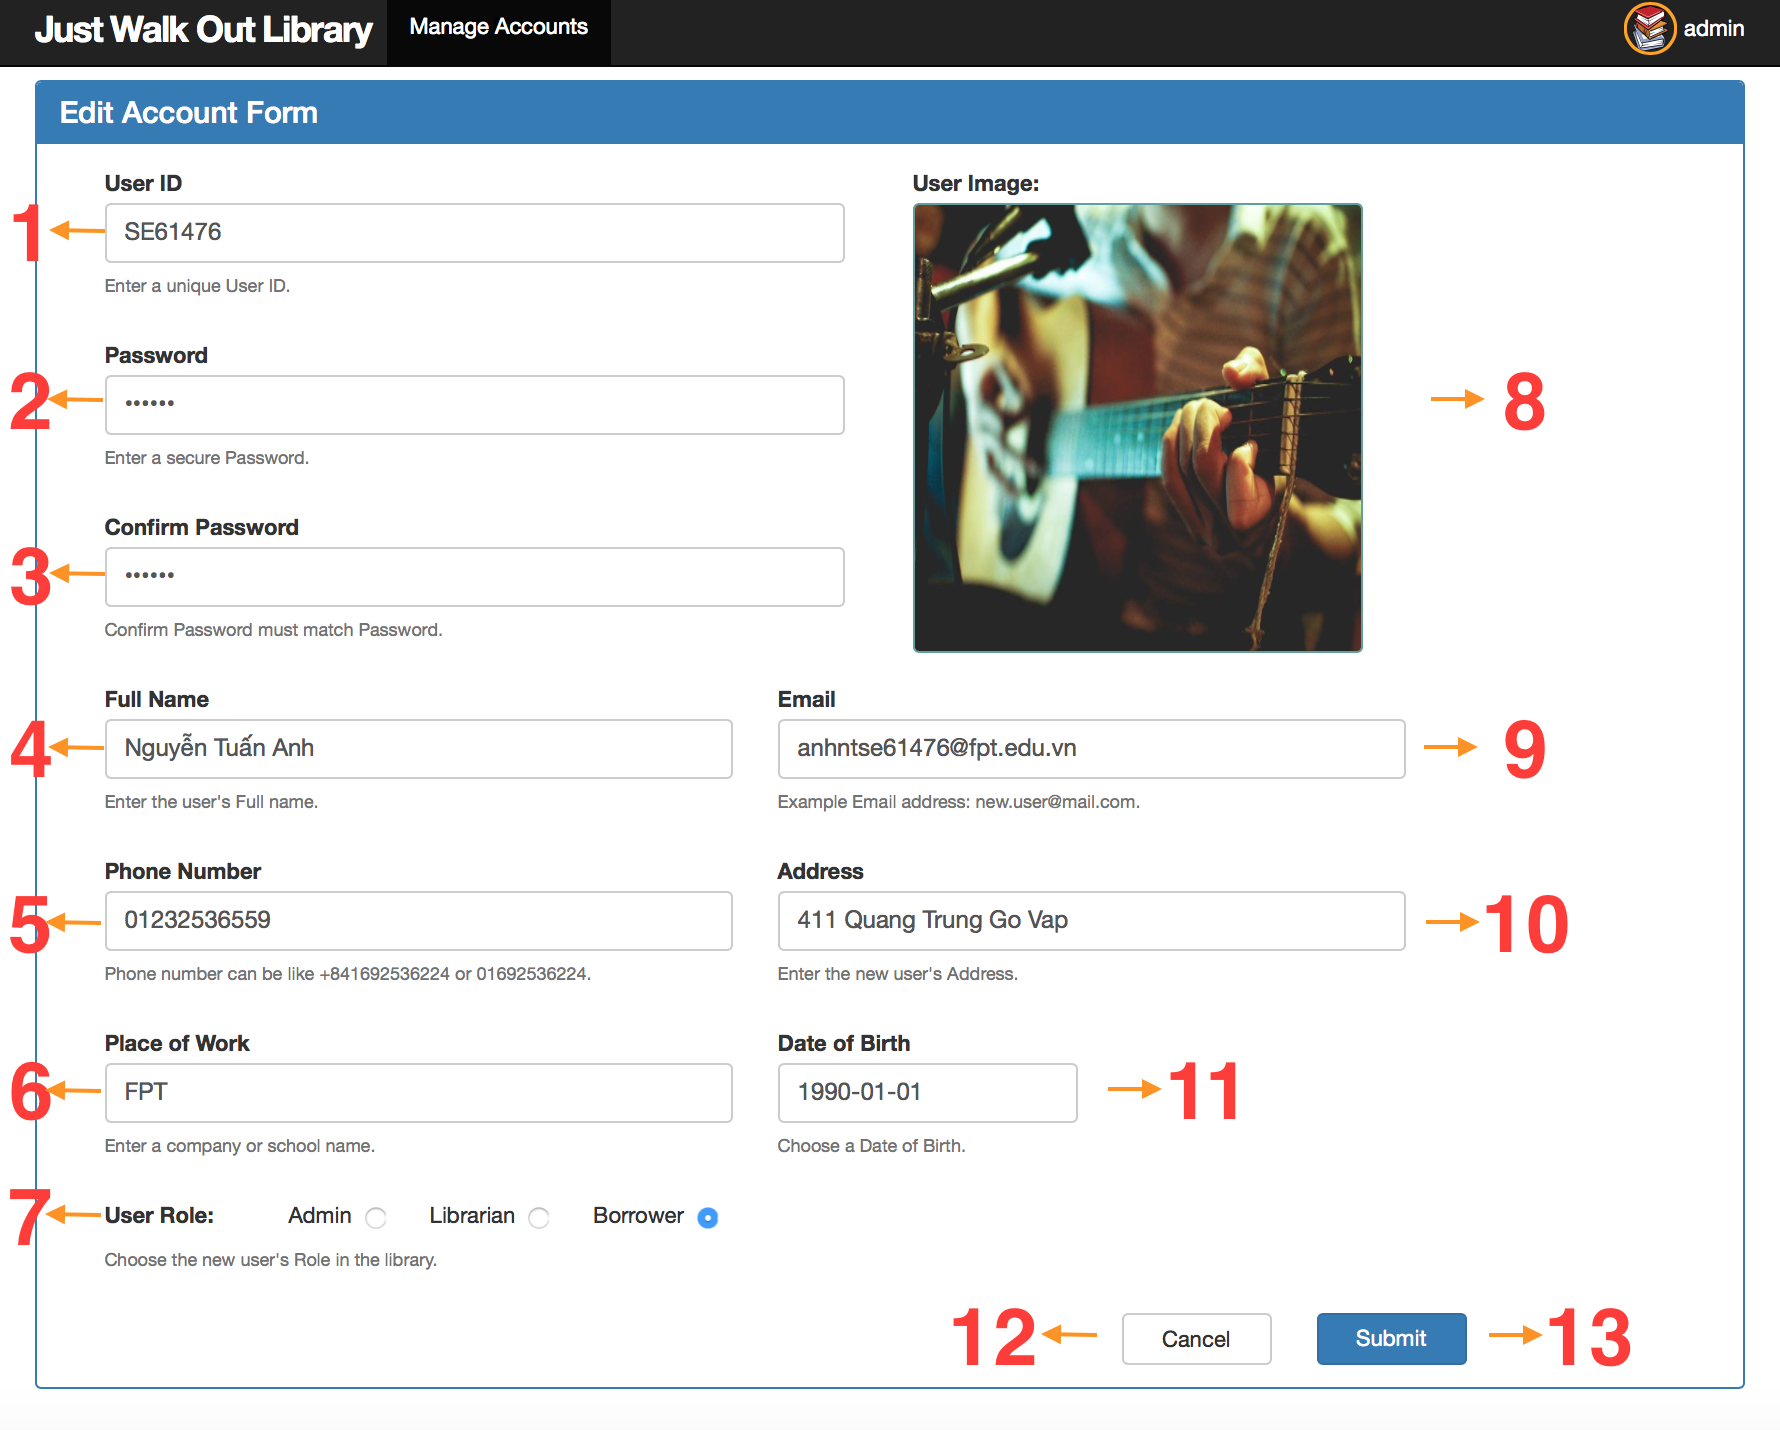 Just Walk Out Library
Manage Accounts
admin
Edit Account Form
User ID
1
SE61476
Enter a unique User ID.
Password
2
••••••
Enter a secure Password.
Confirm Password
3
••••••
Confirm Password must match Password.
User Image:
8
Full Name
4
Nguyễn Tuấn Anh
Enter the user's Full name.
Email
anhntse61476@fpt.edu.vn
9
Example Email address: new.user@mail.com.
Phone Number
5
01232536559
Phone number can be like +841692536224 or 01692536224.
Address
411 Quang Trung Go Vap
10
Enter the new user's Address.
Place of Work
6
FPT
Enter a company or school name.
Date of Birth
1990-01-01
11
Choose a Date of Birth.
7
User Role: Admin Librarian Borrower
Choose the new user's Role in the library.
12
Cancel
Submit
13